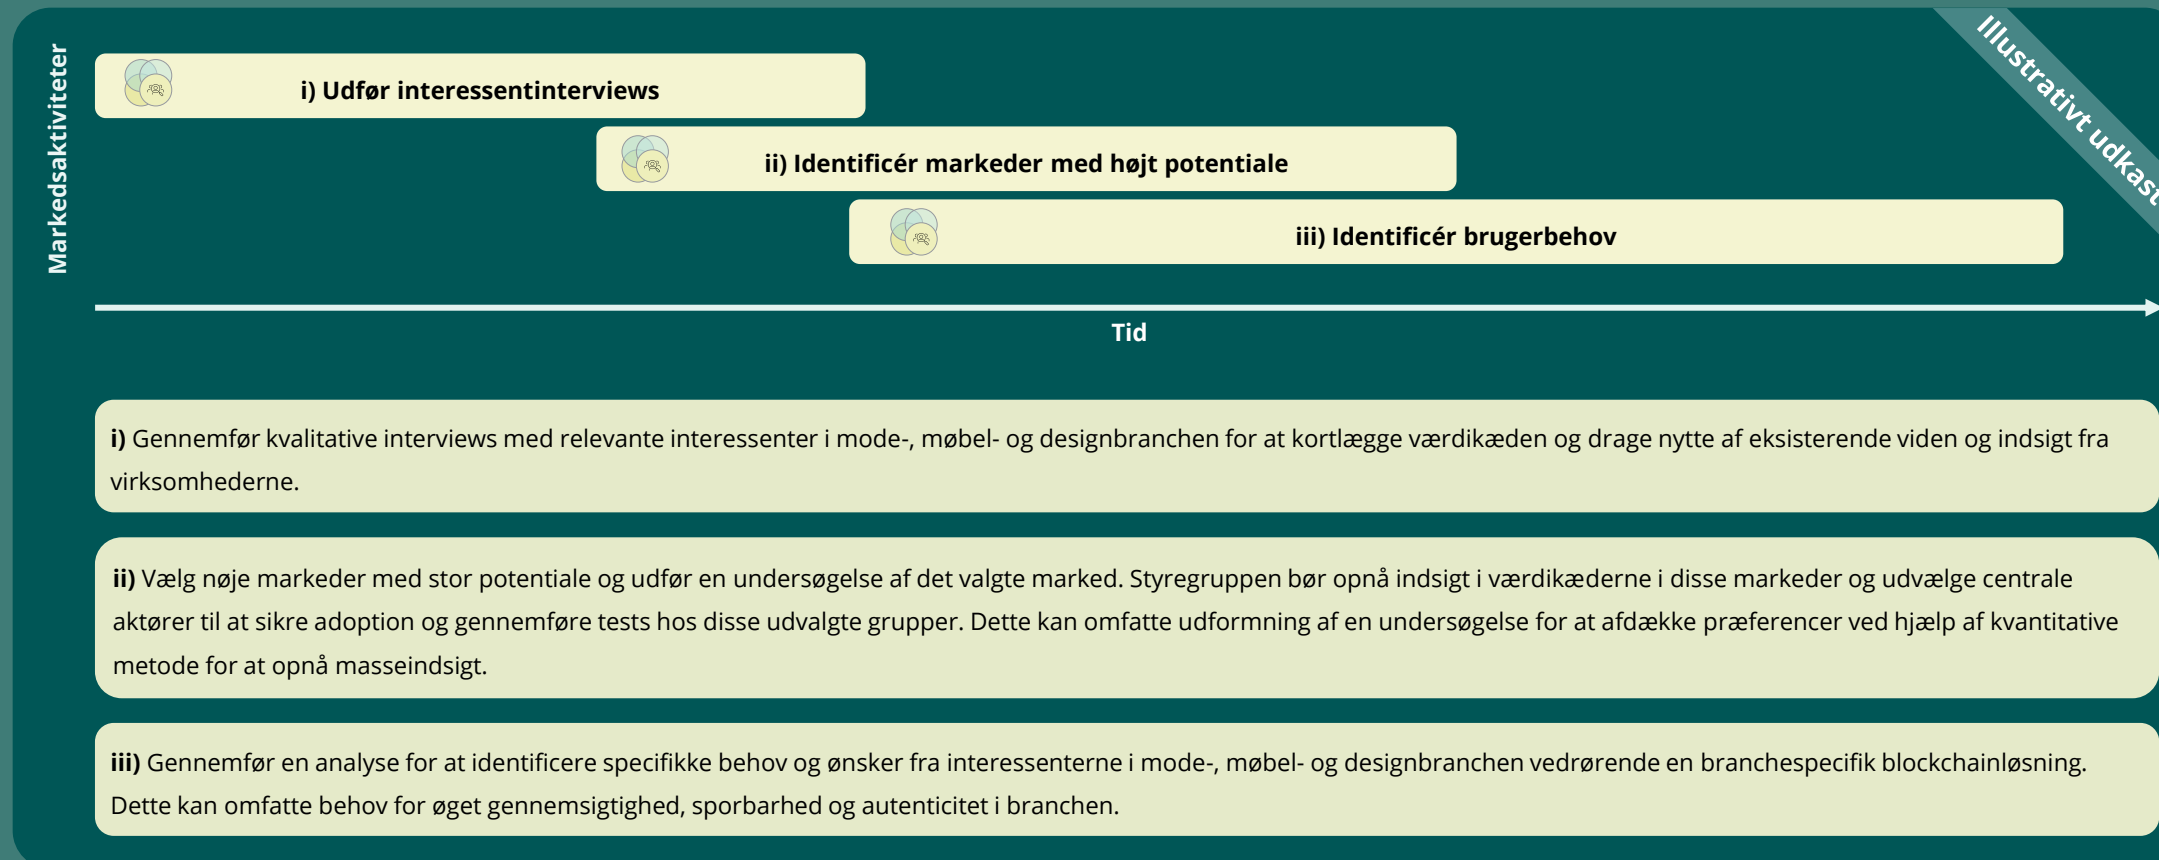 Markedsaktiviteter
i) Udfør interessentinterviews
ii) Identificér markeder med højt potentiale
iii) Identificér brugerbehov
Illustrativt udkast
Tid
i) Gennemfør kvalitative interviews med relevante interessenter i mode-, møbel- og designbranchen for at kortlægge værdikæden og drage nytte af eksisterende viden og indsigt fra
virksomhederne.
ii) Vælg nøje markeder med stor potentiale og udfør en undersøgelse af det valgte marked. Styregruppen bør opnå indsigt i værdikæderne i disse markeder og udvælge centrale
aktører til at sikre adoption og gennemføre tests hos disse udvalgte grupper. Dette kan omfatte udformning af en undersøgelse for at afdække præferencer ved hjælp af kvantitative
metode for at opnå masseindsigt.
iii) Gennemfør en analyse for at identificere specifikke behov og ønsker fra interessenterne i mode-, møbel- og designbranchen vedrørende en branchespecifik blockchainløsning.
Dette kan omfatte behov for øget gennemsigtighed, sporbarhed og autenticitet i branchen.